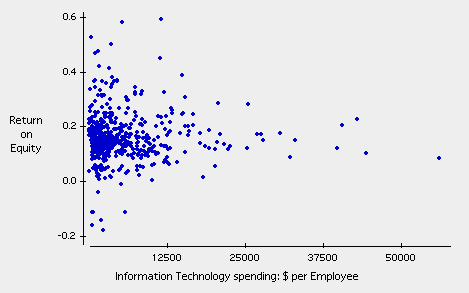 0.6
0.4
Return
on
Equity
0.2
0.0
-0.2
12500 25000 37500 50000
Information Technology spending: $ per Employee